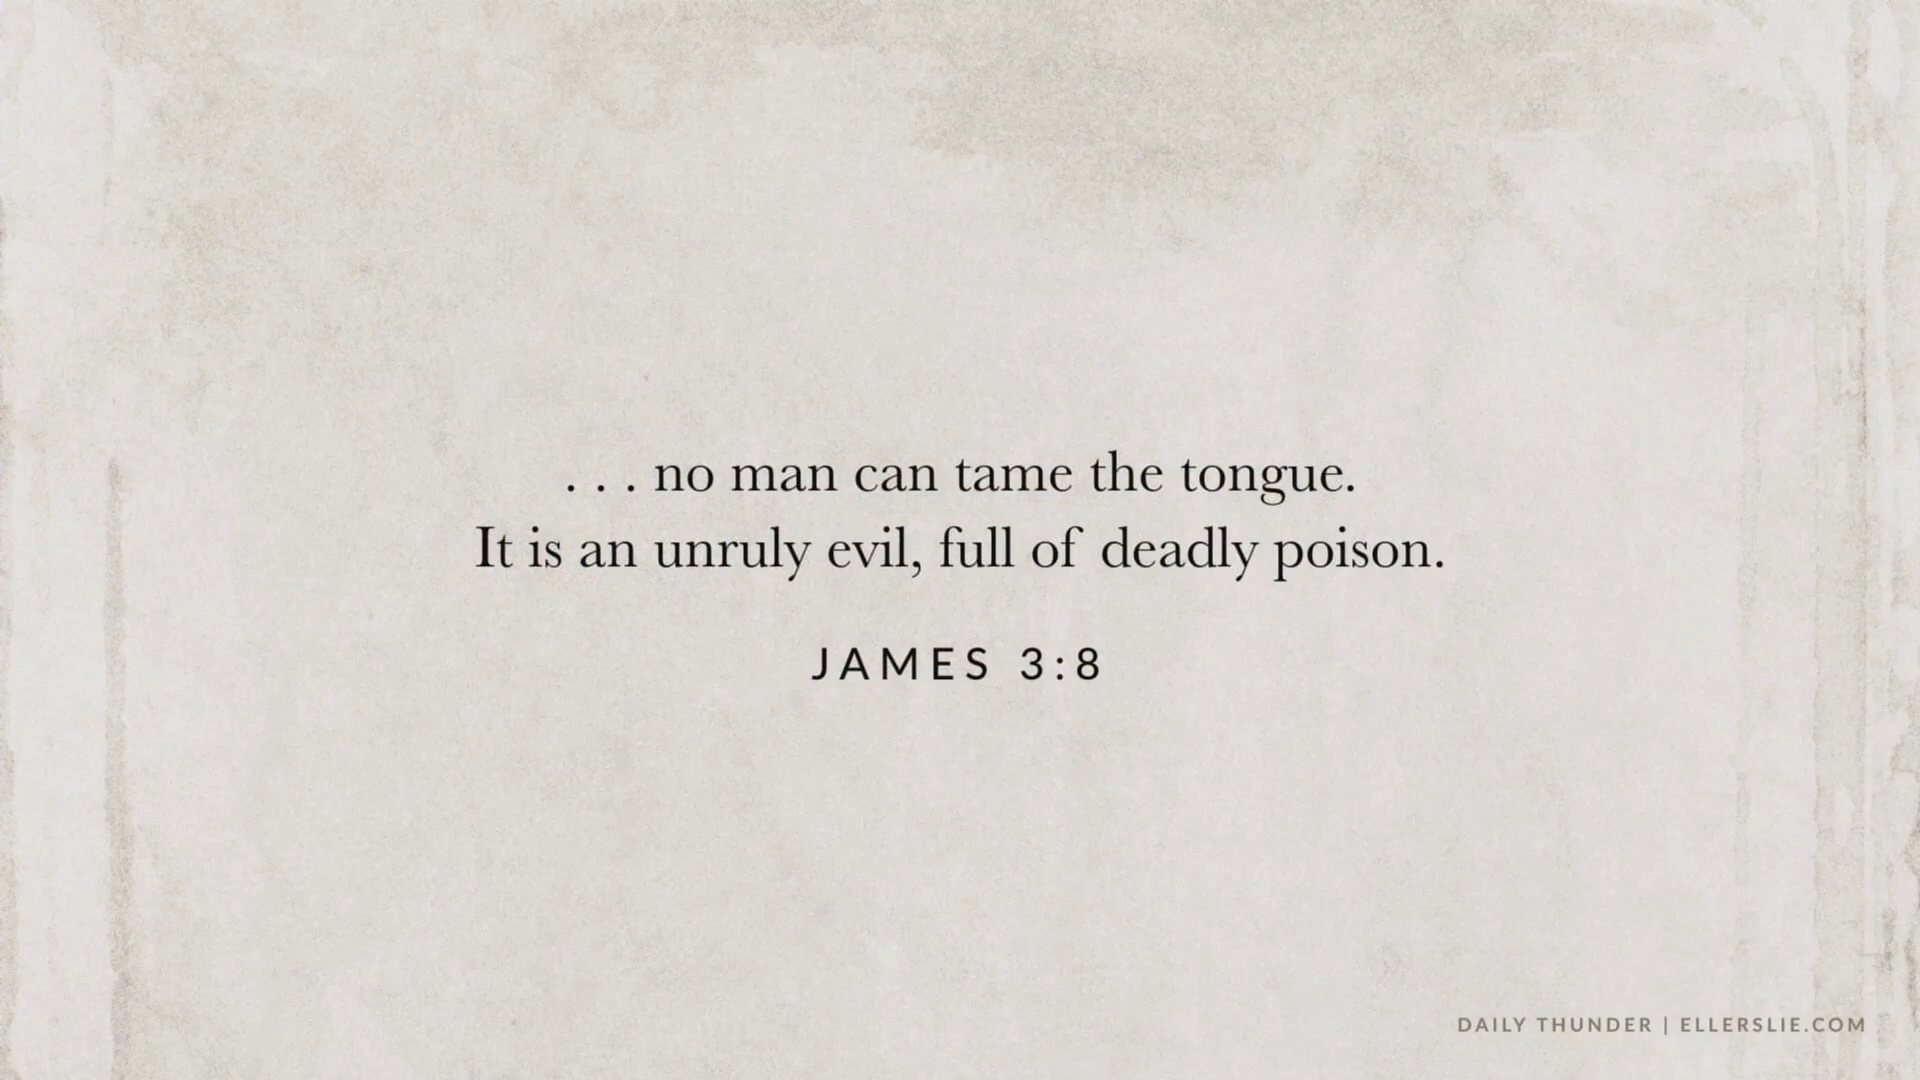 . . . no man can tame the tongue.
It is an unruly evil, full of deadly poison.
JAMES 3:8
DAILY THUNDER | ELLERSLIE.COM